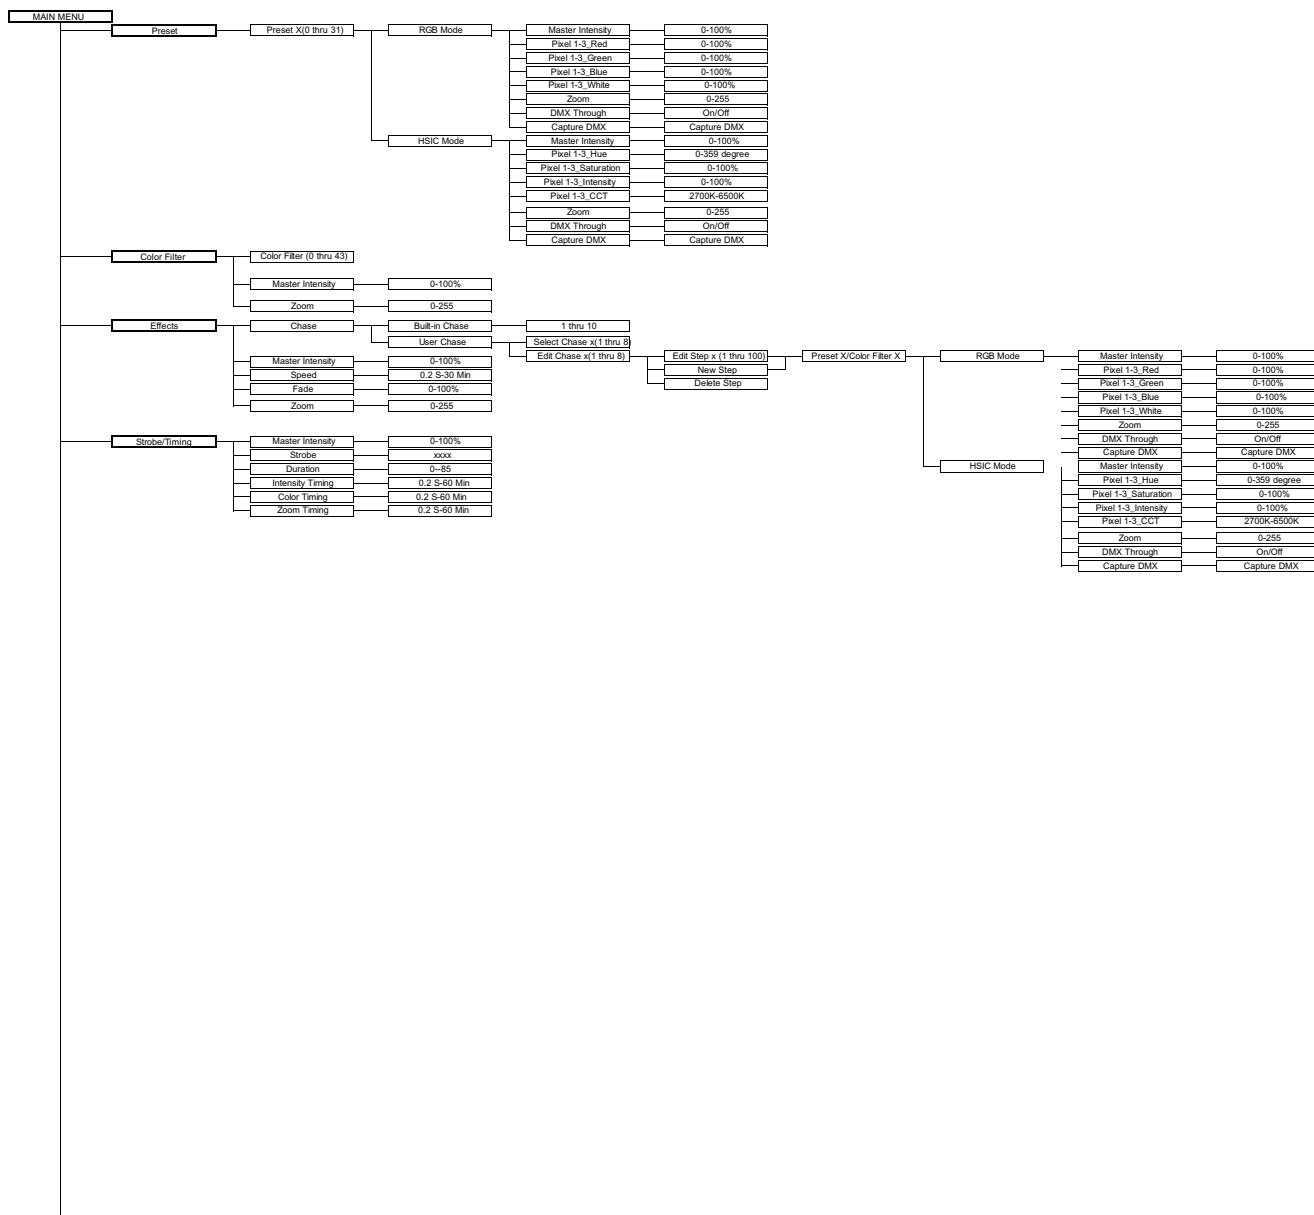 MAIN MENU
Preset Preset X(0 thru 31) RGB Mode Master Intensity 0-100%
Pixel 1-3_Red 0-100%
Pixel 1-3_Green 0-100%
Pixel 1-3_Blue 0-100%
Pixel 1-3_White 0-100%
Zoom 0-255
DMX Through On/Off
Capture DMX Capture DMX
HSIC Mode Master Intensity 0-100%
Pixel 1-3_Hue 0-359 degree
Pixel 1-3_Saturation 0-100%
Pixel 1-3_Intensity 0-100%
Pixel 1-3_CCT 2700K-6500K
Zoom 0-255
DMX Through On/Off
Capture DMX Capture DMX
Color Filter Color Filter (0 thru 43)
Master Intensity 0-100%
Zoom 0-255
Effects Chase Built-in Chase 1 thru 10
User Chase Select Chase x(1 thru 8)
Edit Chase x(1 thru 8) Edit Step x (1 thru 100) Preset X/Color Filter X RGB Mode Master Intensity 0-100%
Master Intensity 0-100% New Step Pixel 1-3_Red 0-100%
Speed 0.2 S-30 Min Delete Step Pixel 1-3_Green 0-100%
Fade 0-100% Pixel 1-3_Blue 0-100%
Zoom 0-255 Pixel 1-3_White 0-100%
Zoom 0-255
Strobe/Timing Master Intensity 0-100% DMX Through On/Off
Strobe xxxx Capture DMX Capture DMX
Duration 0--85 HSIC Mode Master Intensity 0-100%
Intensity Timing 0.2 S-60 Min Pixel 1-3_Hue 0-359 degree
Color Timing 0.2 S-60 Min Pixel 1-3_Saturation 0-100%
Zoom Timing 0.2 S-60 Min Pixel 1-3_Intensity 0-100%
Pixel 1-3_CCT 2700K-6500K
Zoom 0-255
DMX Through On/Off
Capture DMX Capture DMX